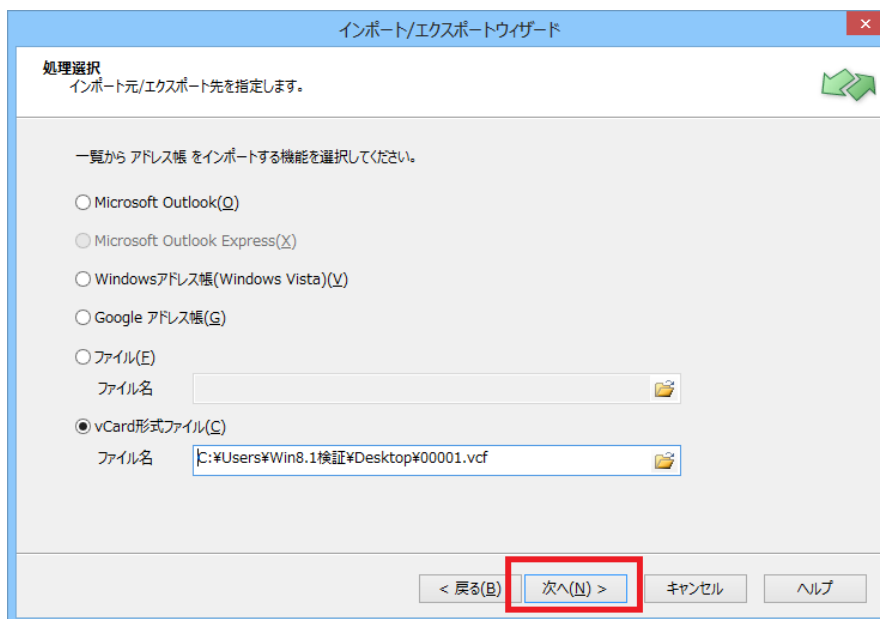 インポート/エクスポートウィザード
処理選択
インポート元/エクスポート先を指定します。
一覧から アドレス帳 をインポートする機能を選択してください。
Microsoft Outlook(O)
Microsoft Outlook Express(X)
Windowsアドレス帳(Windows Vista)(V)
Google アドレス帳(G)
ファイル(F)
ファイル名
vCard形式ファイル(C)
ファイル名 C:¥Users¥Win8.1検証¥Desktop¥00001.vcf
< 戻る(B) 次へ(N) > キャンセル ヘルプ